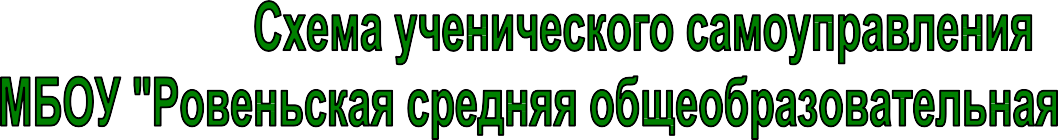 Схема ученического самоуправления
МБОУ "Ровеньская средняя общеобразовательная